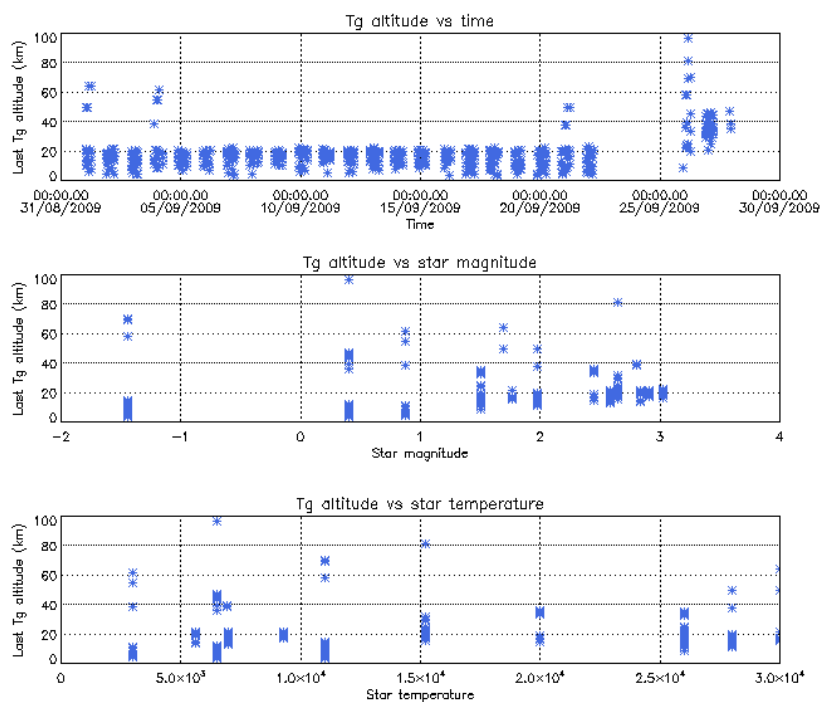 Tg altitude vs time
Last Tg altitude (km)
100
80
60
40
20
0
00:00:00 00:00:00 00:00:00 00:00:00 00:00:00 00:00:00 00:00:00
31/08/2009 05/09/2009 10/09/2009 15/09/2009 20/09/2009 25/09/2009 30/09/2009
Time
Tg altitude vs star magnitude
Last Tg altitude (km)
100
80
60
40
20
0
-2 -1 0 1 2 3 4
Star magnitude
Tg altitude vs star temperature
Last Tg altitude (km)
100
80
60
40
20
0
0 5.0×10³ 1.0×10⁴ 1.5×10⁴ 2.0×10⁴ 2.5×10⁴ 3.0×10⁴
Star temperature